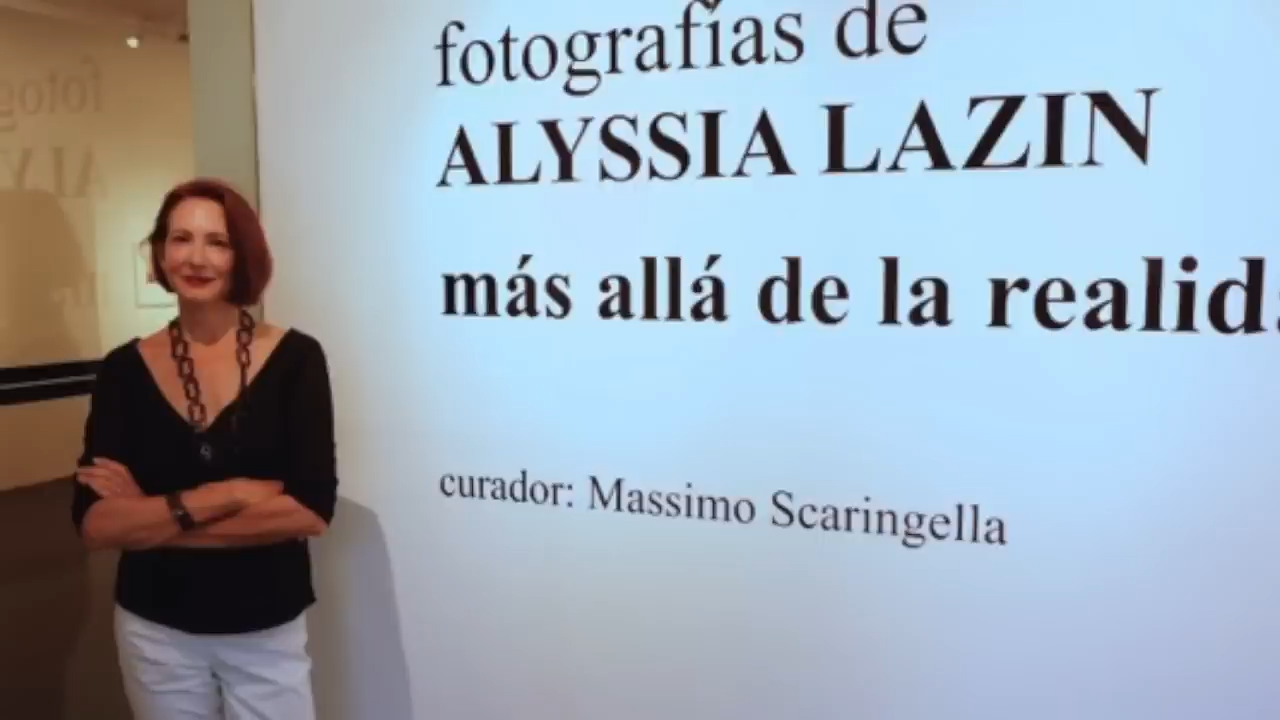 fotografías de
ALYSSIA LAZIN
más allá de la realid
curador: Massimo Scaringella